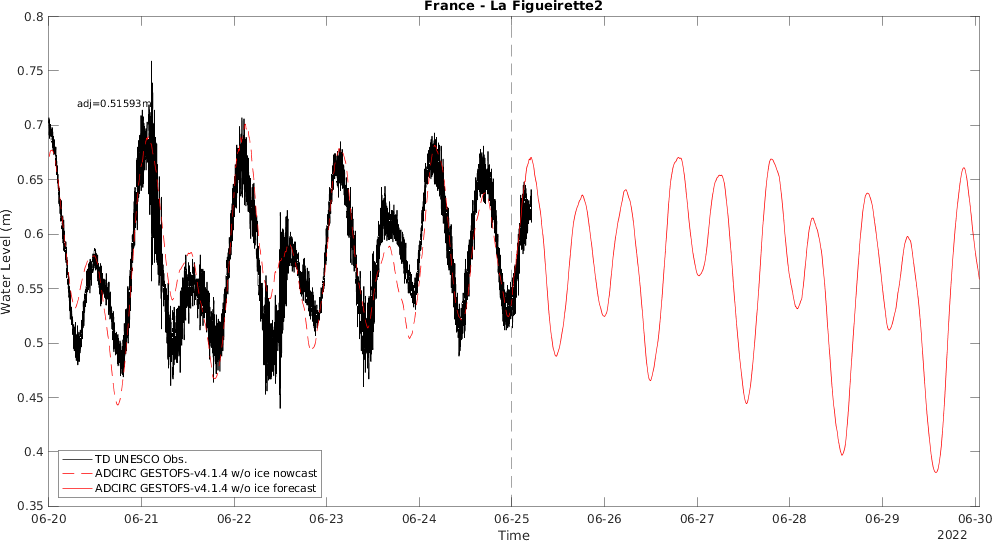 France - La Figueirette2
adj=0.51593m
Water Level (m)
0.8
0.75
0.7
0.65
0.6
0.55
0.5
0.45
0.4
0.35
TD UNESCO Obs.
ADCIRC GESTOFS-v4.1.4 w/o ice nowcast
ADCIRC GESTOFS-v4.1.4 w/o ice forecast
06-20 06-21 06-22 06-23 06-24 06-25 06-26 06-27 06-28 06-29 06-30
Time
2022